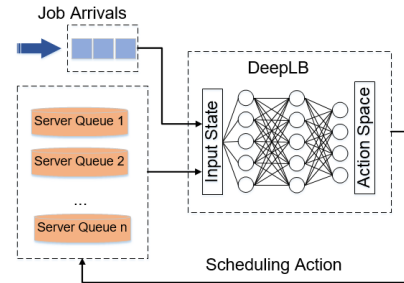 Job Arrivals
DeepLB
Server Queue 1
Server Queue 2
...
Server Queue n
Input State
Action Space
Scheduling Action